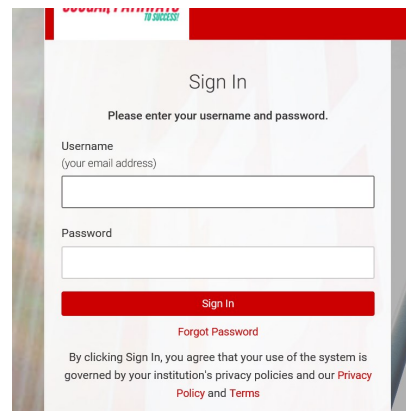 TO SUCCESS!
Sign In
Please enter your username and password.
Username
(your email address)
Password
Sign In
Forgot Password
By clicking Sign In, you agree that your use of the system is
governed by your institution's privacy policies and our Privacy
Policy and Terms